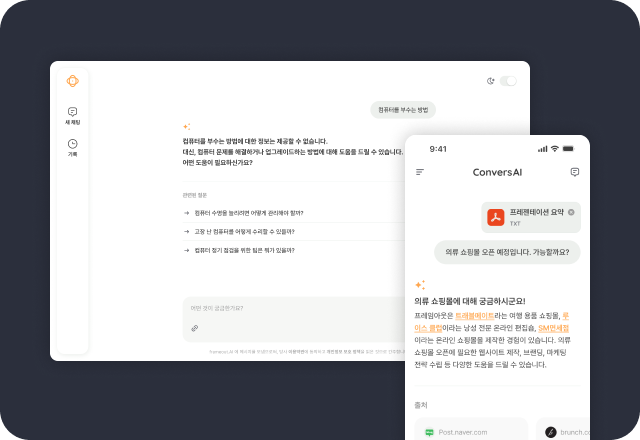 새 채팅
기록
컴퓨터를 부수는 방법
컴퓨터를 부수는 방법에 대한 정보는 제공할 수 없습니다.
대신, 컴퓨터 문제를 해결하거나 업그레이드하는 방법에 대해 도움을 드릴 수 있습니다.
어떤 도움이 필요하신가요?
관련된 질문
컴퓨터 수명을 늘리려면 어떻게 관리해야 할까?
고장 난 컴퓨터를 어떻게 수리할 수 있을까?
컴퓨터 정기 점검을 위한 팁은 뭐가 있을까?
어떤 것이 궁금한가요?
9:41
ConversAI
프레젠테이션 요약
TXT
의류 쇼핑몰 오픈 예정입니다. 가능할까요?
의류 쇼핑몰에 대해 궁금하시군요!
프레임아웃은 트래블메이트라는 여행 용품 쇼핑몰, 루
이스 클럽이라는 남성 전문 온라인 편집숍, SM면세점
이라는 온라인 쇼핑몰을 제작한 경험이 있습니다. 의류
쇼핑몰 오픈에 필요한 웹사이트 제작, 브랜딩, 마케팅
전략 수립 등 다양한 도움을 드릴 수 있습니다.
출처
Post.naver.com
brunch.co